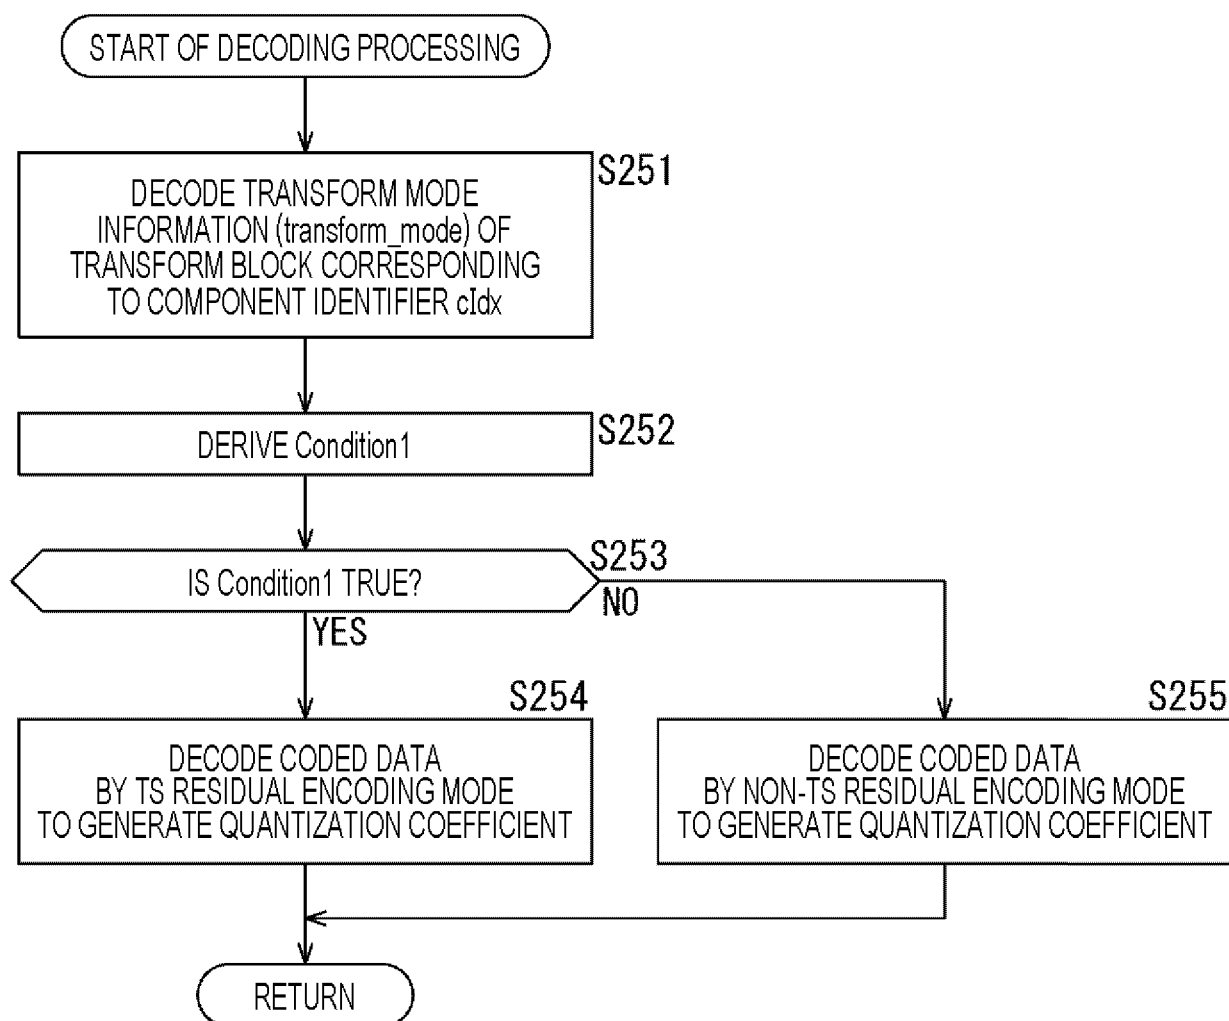 START OF DECODING PROCESSING
S251
DECODE TRANSFORM MODE
INFORMATION (transform_mode) OF
TRANSFORM BLOCK CORRESPONDING
TO COMPONENT IDENTIFIER cIdx
S252
DERIVE Condition1
S253
IS Condition1 TRUE?
NO
YES
S254
DECODE CODED DATA
BY TS RESIDUAL ENCODING MODE
TO GENERATE QUANTIZATION COEFFICIENT
S255
DECODE CODED DATA
BY NON-TS RESIDUAL ENCODING MODE
TO GENERATE QUANTIZATION COEFFICIENT
RETURN